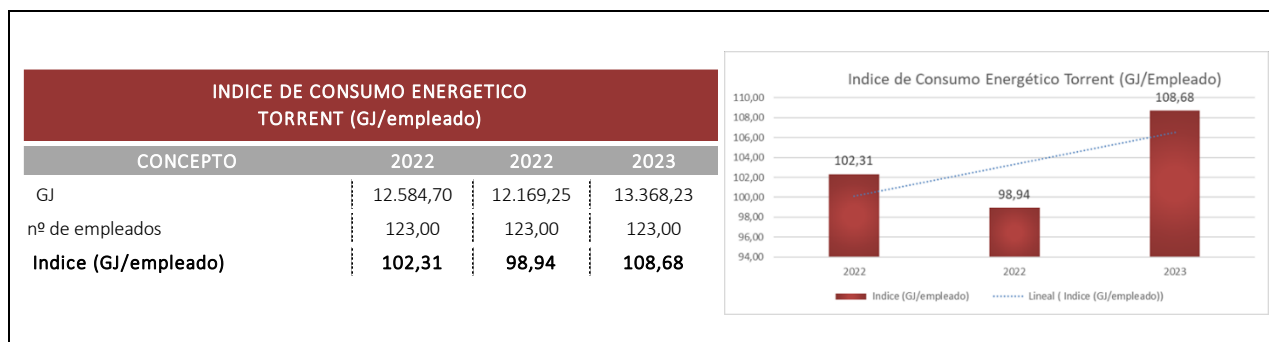 INDICE DE CONSUMO ENERGETICO
TORRENT (GJ/empleado)
CONCEPTO 2022 2022 2023
GJ 12.584,70 12.169,25 13.368,23
nº de empleados 123,00 123,00 123,00
Indice (GJ/empleado) 102,31 98,94 108,68
Indice de Consumo Energético Torrent (GJ/Empleado)
110,00
108,00
106,00
104,00
102,00
100,00
98,00
96,00
94,00
102,31
98,94
108,68
2022 2022 2023
Indice (GJ/empleado) Lineal ( Indice (GJ/empleado))